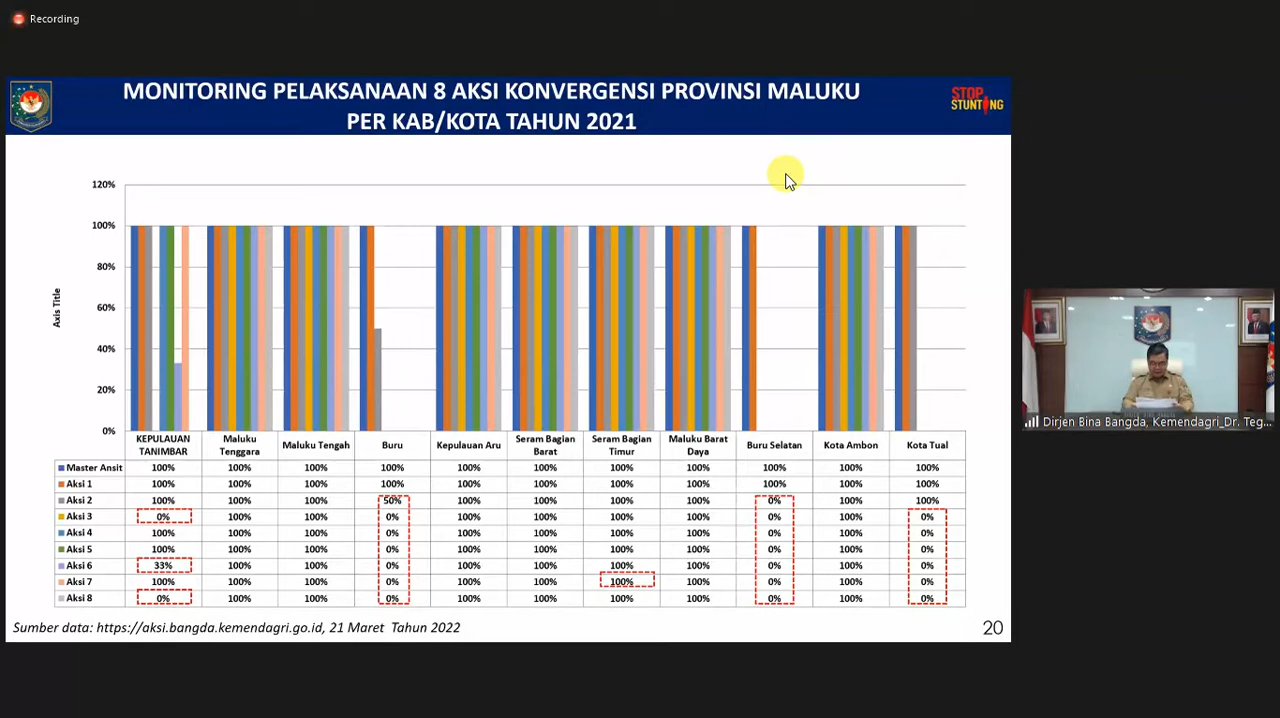 Recording
MONITORING PELAKSANAAN 8 AKSI KONVERGENSI PROVINSI MALUKU
PER KAB/KOTA TAHUN 2021
STOP
STUNTING
120%
100%
80%
60%
40%
20%
0%
Axis Title
KEPULAUAN TANIMBAR Maluku Tenggara Maluku Tengah Buru Kepulauan Aru Seram Bagian Barat Seram Bagian Timur Maluku Barat Daya Buru Selatan Kota Ambon Kota Tual
Master Ansit 100% 100% 100% 100% 100% 100% 100% 100% 100% 100% 100%
Aksi 1 100% 100% 100% 100% 100% 100% 100% 100% 100% 100% 100%
Aksi 2 100% 100% 100% 50% 100% 100% 100% 100% 0% 100% 100%
Aksi 3 0% 100% 100% 0% 100% 100% 100% 100% 0% 100% 0%
Aksi 4 100% 100% 100% 0% 100% 100% 100% 100% 0% 100% 0%
Aksi 5 100% 100% 100% 0% 100% 100% 100% 100% 0% 100% 0%
Aksi 6 33% 100% 100% 0% 100% 100% 100% 100% 0% 100% 0%
Aksi 7 100% 100% 100% 0% 100% 100% 100% 100% 0% 100% 0%
Aksi 8 0% 100% 100% 0% 100% 100% 100% 100% 0% 100% 0%
Sumber data: https://aksi.bangda.kemendagri.go.id, 21 Maret Tahun 2022
20
Dirjen Bina Bangda, Kemendagri_Dr. Teg...